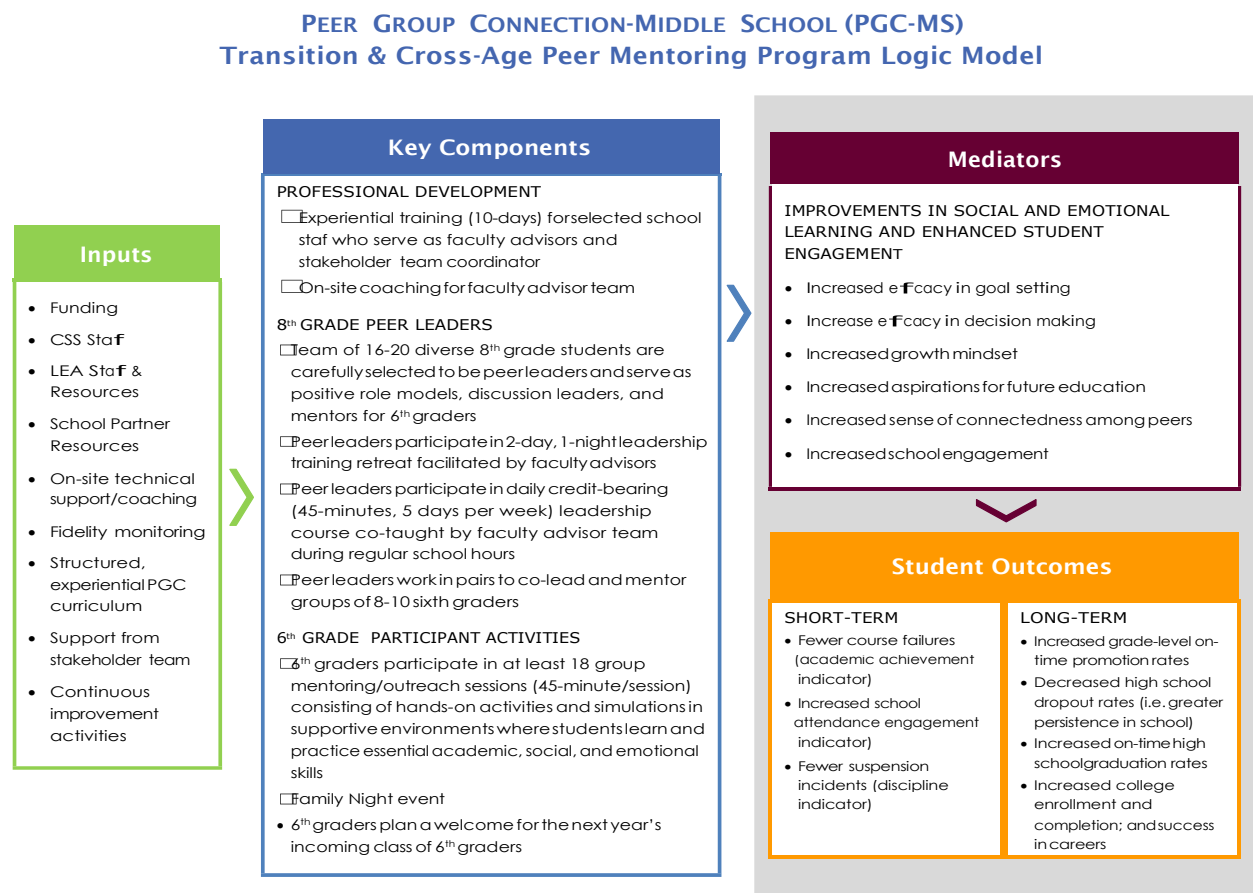 PEER GROUP CONNECTION-MIDDLE SCHOOL (PGC-MS)
Transition & Cross-Age Peer Mentoring Program Logic Model
Inputs
• Funding
• CSS Staf
• LEA Staf &
Resources
• School Partner
Resources
• On-site technical
support/coaching
• Fidelity monitoring
• Structured,
experiential PGC
curriculum
• Support from
stakeholder team
• Continuous
improvement
activities
Key Components
PROFESSIONAL DEVELOPMENT
□Experiential training (10-days) forselected school
staf who serve as faculty advisors and
stakeholder team coordinator
□On-site coaching for faculty advisor team
8th GRADE PEER LEADERS
□Team of 16-20 diverse 8th grade students are
carefully selected to be peer leaders and serve as
positive role models, discussion leaders, and
mentors for 6th graders
□Peer leaders participate in 2-day, 1-night leadership
training retreat facilitated by faculty advisors
□Peer leaders participate in daily credit-bearing
(45-minutes, 5 days per week) leadership
course co-taught by faculty advisor team
during regular school hours
□Peer leaders work in pairs to co-lead and mentor
groups of 8-10 sixth graders
6th GRADE PARTICIPANT ACTIVITIES
□6th graders participate in at least 18 group
mentoring/outreach sessions (45-minute/session)
consisting of hands-on activities and simulations in
supportive environments where students learn and
practice essential academic, social, and emotional
skills
□Family Night event
• 6th graders plan a welcome for the next year's
incoming class of 6th graders
Mediators
IMPROVEMENTS IN SOCIAL AND EMOTIONAL
LEARNING AND ENHANCED STUDENT
ENGAGEMENT
• Increased efcacy in goal setting
• Increase efcacy in decision making
• Increased growth mindset
• Increased aspirations for future education
• Increased sense of connectedness among peers
• Increased school engagement
Student Outcomes
SHORT-TERM
• Fewer course failures
(academic achievement
indicator)
• Increased school
attendance engagement
indicator)
• Fewer suspension
incidents (discipline
indicator)
LONG-TERM
• Increased grade-level on-
time promotion rates
• Decreased high school
dropout rates (i.e. greater
persistence in school)
• Increased on-time high
schoolgraduation rates
• Increased college
enrollment and
completion; and success
in careers